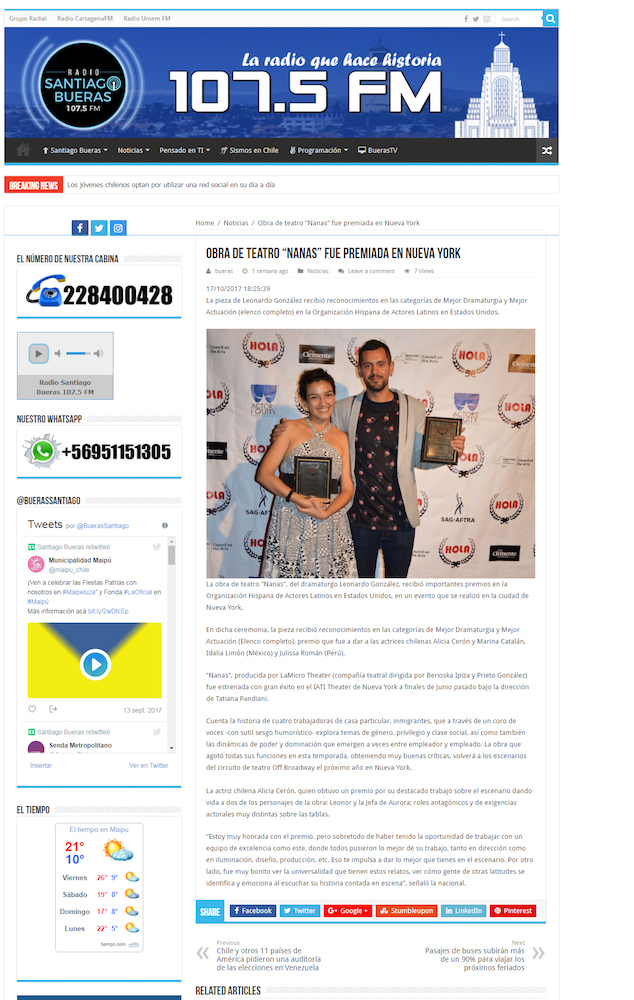 Grupo Radial Radio CartagenaFM Radio Uniem FM Search
RADIO
SANTIAGO
BUERAS
107.5 FM
La radio que hace historia
107.5 FM
Santiago Bueras Noticias Pensado en TI Sismos en Chile Programación BuerasTV
BREAKING NEWS Los jóvenes chilenos optan por utilizar una red social en su día a día
Home / Noticias / Obra de teatro “Nanas” fue premiada en Nueva York
EL NÚMERO DE NUESTRA CABINA
228400428
Radio Santiago
Bueras 107.5 FM
NUESTRO WHATSAPP
+56951151305
@BUERASSANTIAGO
Tweets por @BuerasSantiago
Santiago Bueras retwitteó
Municipalidad Maipú
@maipu_chile
¡Ven a celebrar las Fiestas Patrias con
nosotros en #Maipeluza" y Fonda #LaOficial en
#Maipú
Más información acá bit.ly/2wDtcEp
13 sept. 2017
Santiago Bueras retwitteó
Senda Metropolitano
Insertar Ver en Twitter
EL TIEMPO
El tiempo en Maipu
21°
10°
Viernes 26° 9°
Sábado 19° 8°
Domingo 17° 8°
Lunes 22° 5°
tiempo.com +info
OBRA DE TEATRO “NANAS” FUE PREMIADA EN NUEVA YORK
bueras 1 semana ago Noticias Leave a comment 7 Views
17/10/2017 18:25:39
La pieza de Leonardo González recibió reconocimientos en las categorías de Mejor Dramaturgia y Mejor
Actuación (elenco completo) en la Organización Hispana de Actores Latinos en Estados Unidos.
HOLA
Clemente
ACTORS
EQUITY
SAG-AFTRA
La obra de teatro “Nanas”, del dramaturgo Leonardo González, recibió importantes premios en la
Organización Hispana de Actores Latinos en Estados Unidos, en un evento que se realizó en la ciudad de
Nueva York.
En dicha ceremonia, la pieza recibió reconocimientos en las categorías de Mejor Dramaturgia y Mejor
Actuación (Elenco completo), premio que fue a dar a las actrices chilenas Alicia Cerón y Marina Catalán,
Idalia Limón (México) y Julissa Román (Perú).
“Nanas”, producida por LaMicro Theater (compañía teatral dirigida por Berioska Ipiza y Prieto González)
fue estrenada con gran éxito en el IATI Theater de Nueva York a finales de Junio pasado bajo la dirección
de Tatiana Pandiani.
Cuenta la historia de cuatro trabajadoras de casa particular, inmigrantes, que a través de un coro de
voces -con sutil sesgo humorístico- explora temas de género, privilegio y clase social, así como también
las dinámicas de poder y dominación que emergen a veces entre empleador y empleado. La obra que
agotó todas sus funciones en esta temporada, obteniendo muy buenas críticas, volverá a los escenarios
del circuito de teatro Off Broadway el próximo año en Nueva York.
La actriz chilena Alicia Cerón, quien obtuvo un premio por su destacado trabajo sobre el escenario dando
vida a dos de los personajes de la obra: Leonor y la Jefa de Aurora; roles antagónicos y de exigencias
actorales muy distintas sobre las tablas.
“Estoy muy honrada con el premio, pero sobretodo de haber tenido la oportunidad de trabajar con un
equipo de excelencia como este, donde todos pusieron lo mejor de su trabajo, tanto en dirección como
en iluminación, diseño, producción, etc. Eso te impulsa a dar lo mejor que tienes en el escenario. Por otro
lado, fue muy bonito ver la universalidad que tienen estos relatos, ver cómo gente de otras latitudes se
identifica y emociona al escuchar su historia contada en escena”, señaló la nacional.
SHARE Facebook Twitter Google + Stumbleupon LinkedIn Pinterest
Previous
Chile y otros 11 países de
América pidieron una auditoría
de las elecciones en Venezuela
Next
Pasajes de buses subirán más
de un 90% para viajar los
próximos feriados
RELATED ARTICLES